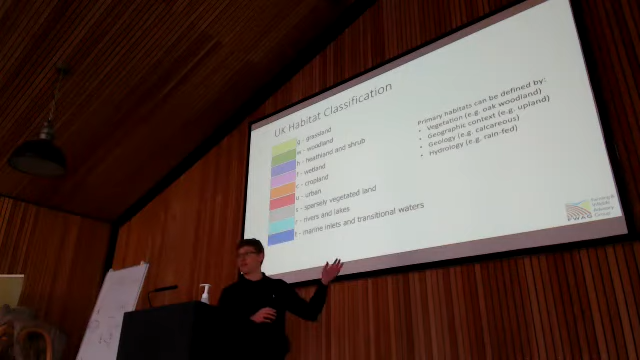 UK Habitat Classification
g - grassland
w - woodland
h - heathland and shrub
f - wetland
c - cropland
u - urban
s - sparsely vegetated land
r - rivers and lakes
t - marine inlets and transitional waters
Primary habitats can be defined by:
• Vegetation (e.g. oak woodland)
• Geographic context (e.g. upland)
• Geology (e.g. calcareous)
• Hydrology (e.g. rain-fed)
FWAG